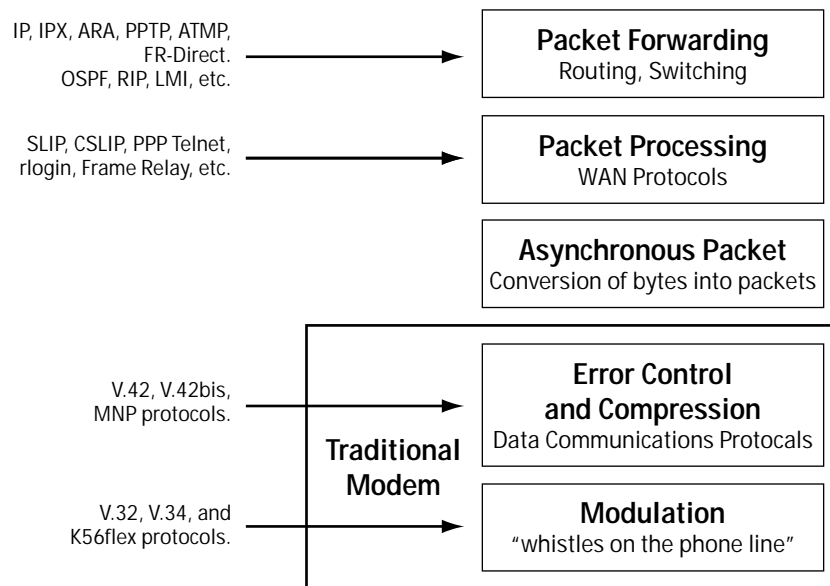 IP, IPX, ARA, PPTP, ATMP,
FR-Direct.
OSPF, RIP, LMI, etc.
Packet Forwarding
Routing, Switching
SLIP, CSLIP, PPP Telnet,
rlogin, Frame Relay, etc.
Packet Processing
WAN Protocols
Asynchronous Packet
Conversion of bytes into packets
V.42, V.42bis,
MNP protocols.
Error Control
and Compression
Data Communications Protocals
Traditional
Modem
V.32, V.34, and
K56flex protocols.
Modulation
“whistles on the phone line”